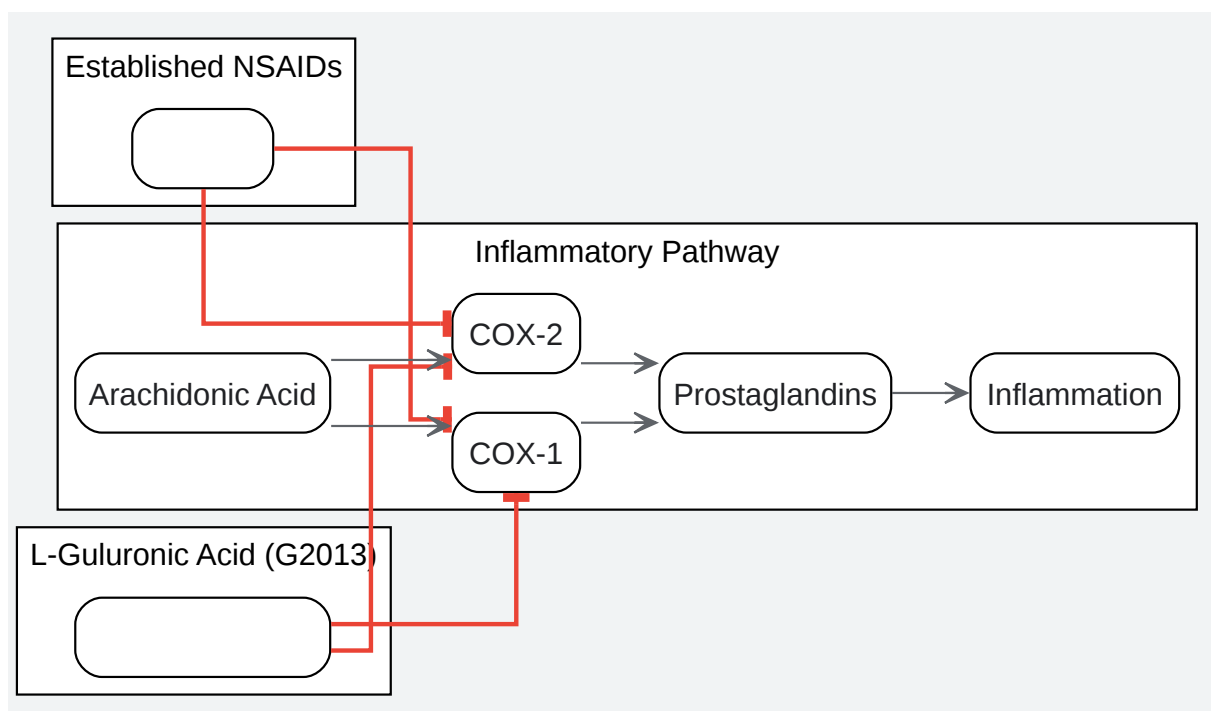 Established NSAIDs
Inflammatory Pathway
COX-2
Arachidonic Acid
Prostaglandins
Inflammation
COX-1
L-Guluronic Acid (G2013)